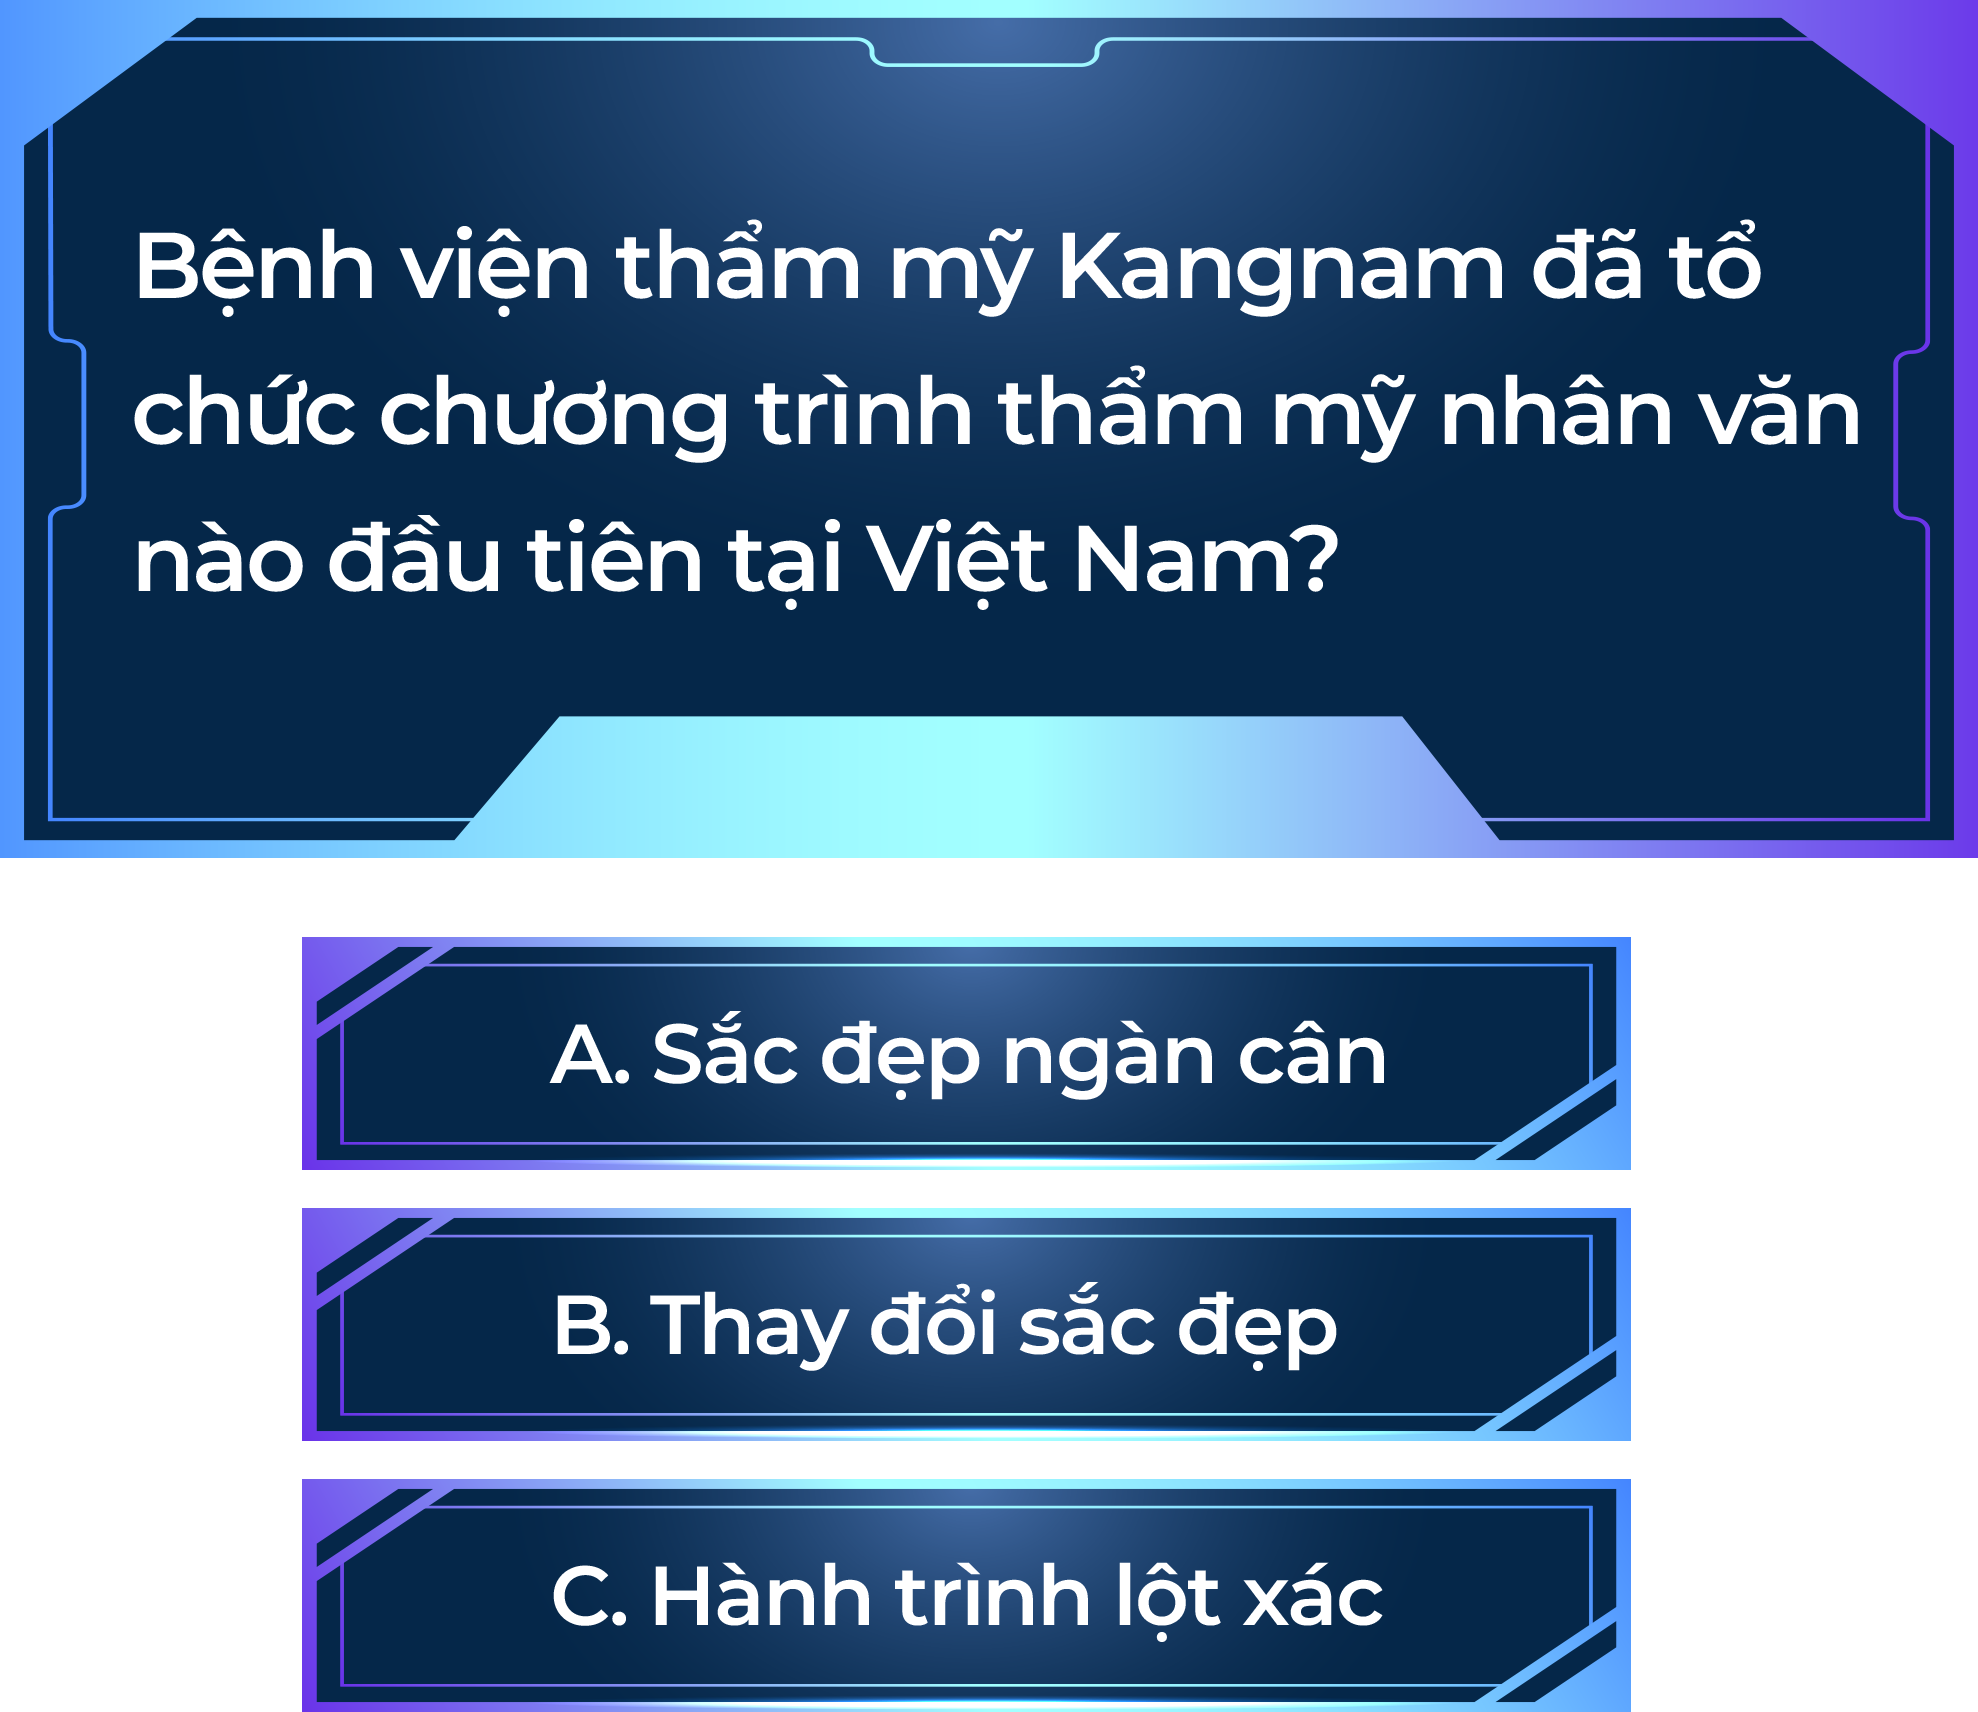 Bệnh viện thẩm mỹ Kangnam đã tổ
chức chương trình thẩm mỹ nhân văn
nào đầu tiên tại Việt Nam?
A. Sắc đẹp ngàn cân
B. Thay đổi sắc đẹp
C. Hành trình lột xác